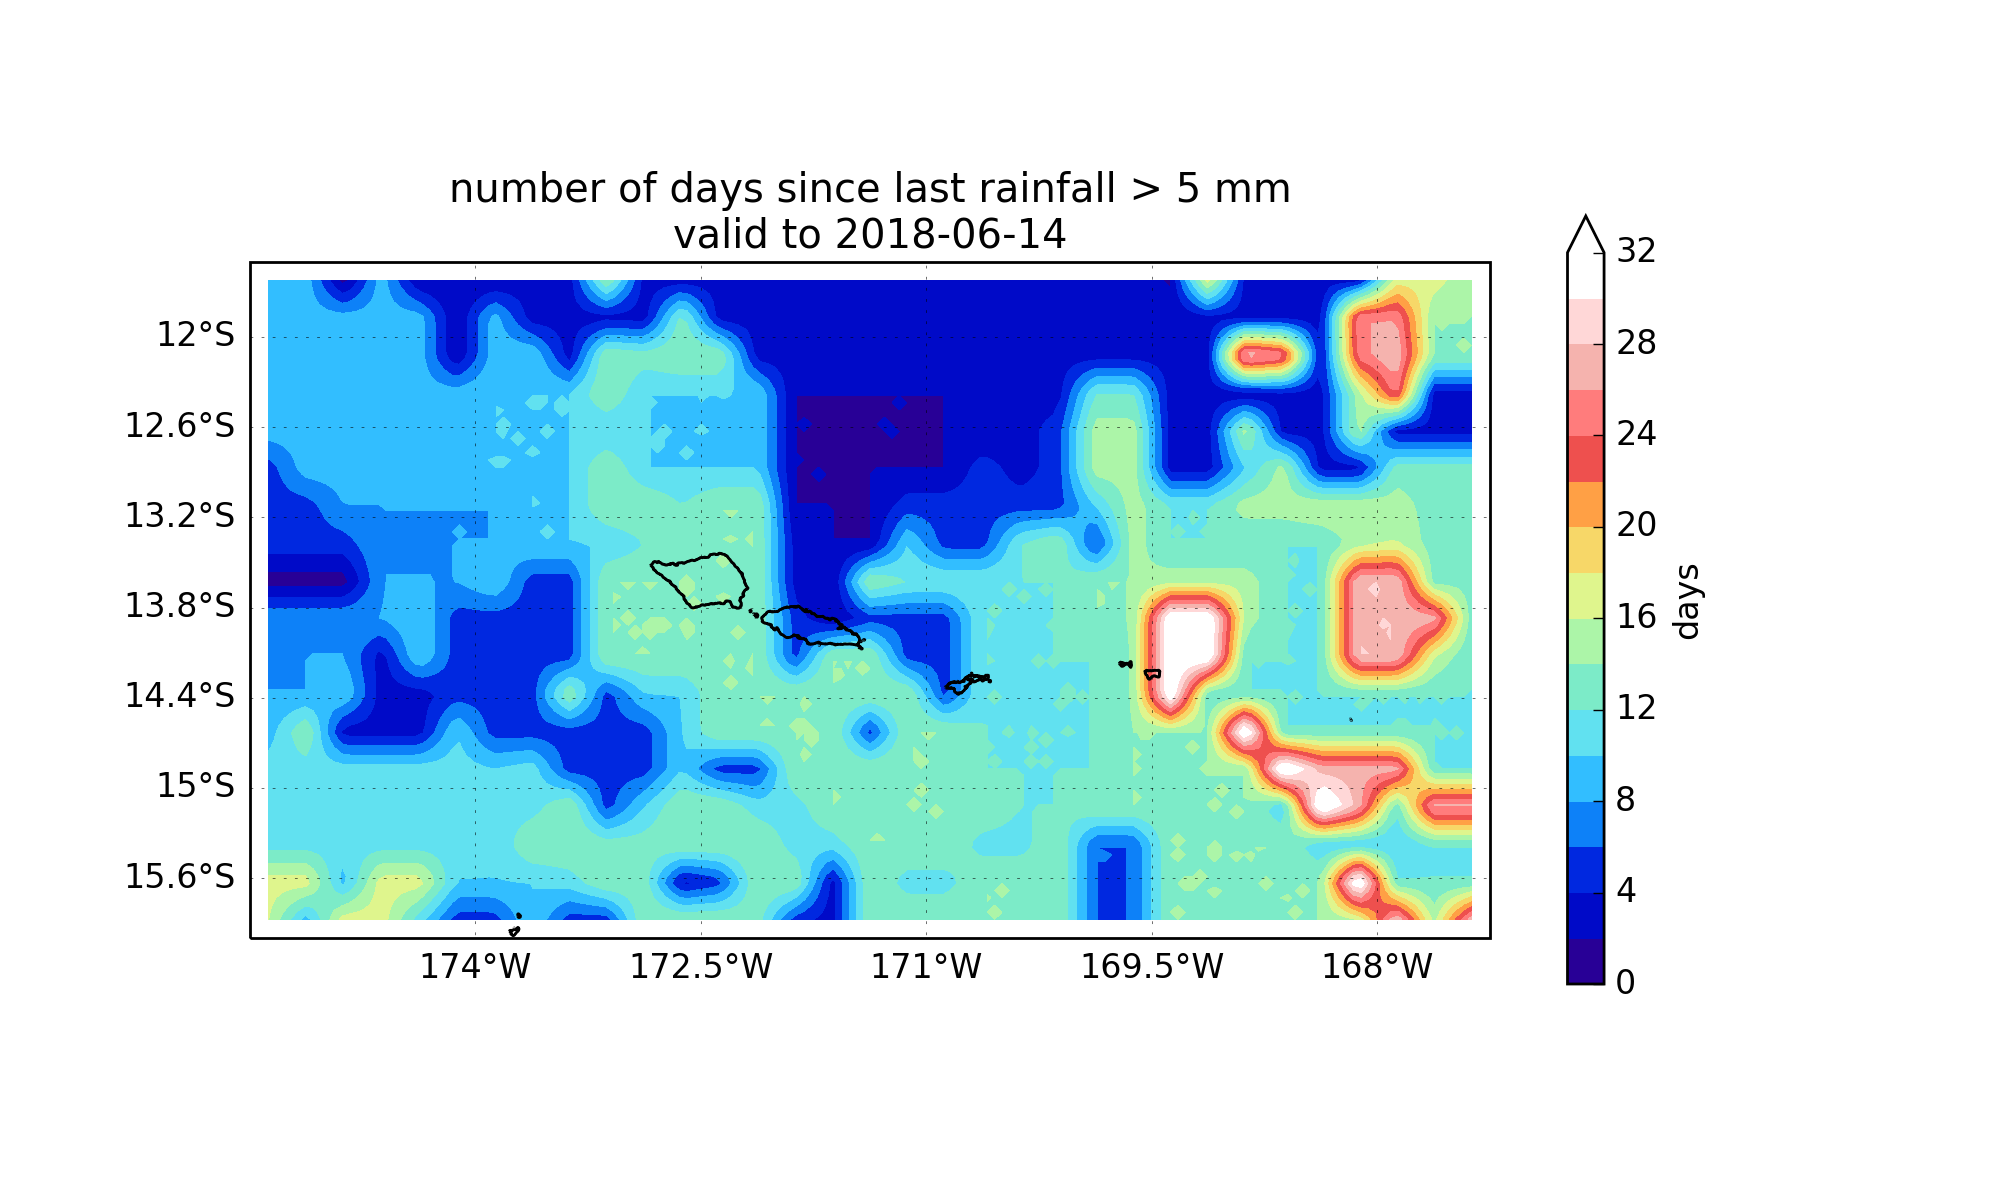 number of days since last rainfall > 5 mm
valid to 2018-06-14
12°S
12.6°S
13.2°S
13.8°S
14.4°S
15°S
15.6°S
174°W
172.5°W
171°W
169.5°W
168°W
32
28
24
20
16
12
8
4
0
days